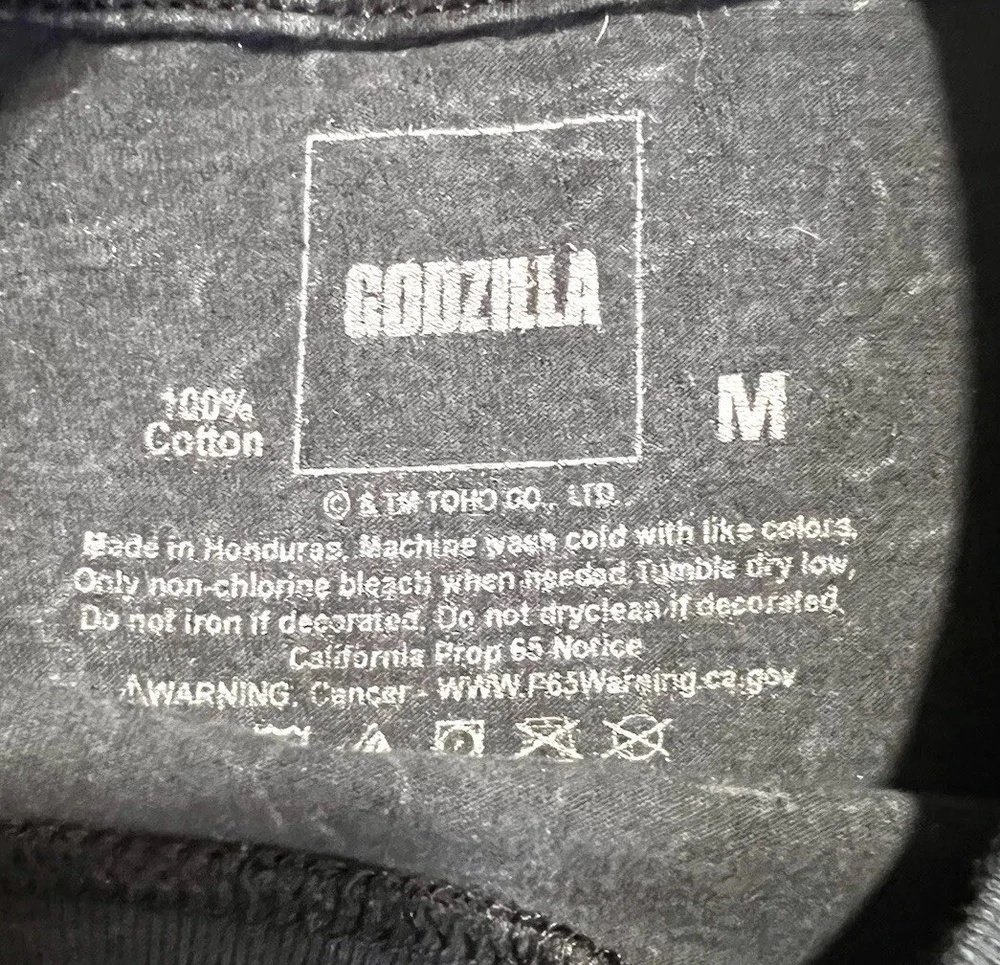 GODZILLA
100%
Cotton
M
© & TM TOHO CO., LTD.
Made in Honduras. Machine wash cold with like colors.
Only non-chlorine bleach when needed. Tumble dry low,
Do not iron if decorated. Do not dryclean if decorated.
California Prop 65 Notice
⚠WARNING: Cancer - WWW.P65Warning.ca.gov